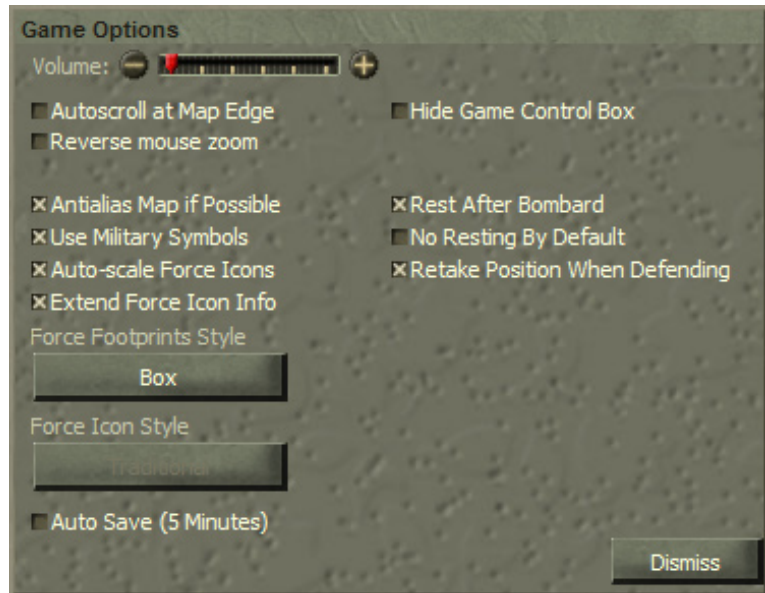 Game Options
Volume:
Autoscroll at Map Edge
Hide Game Control Box
Reverse mouse zoom
Antialias Map if Possible
Rest After Bombard
Use Military Symbols
No Resting By Default
Auto-scale Force Icons
Retake Position When Defending
Extend Force Icon Info
Force Footprints Style
Box
Force Icon Style
Traditional
Auto Save (5 Minutes)
Dismiss